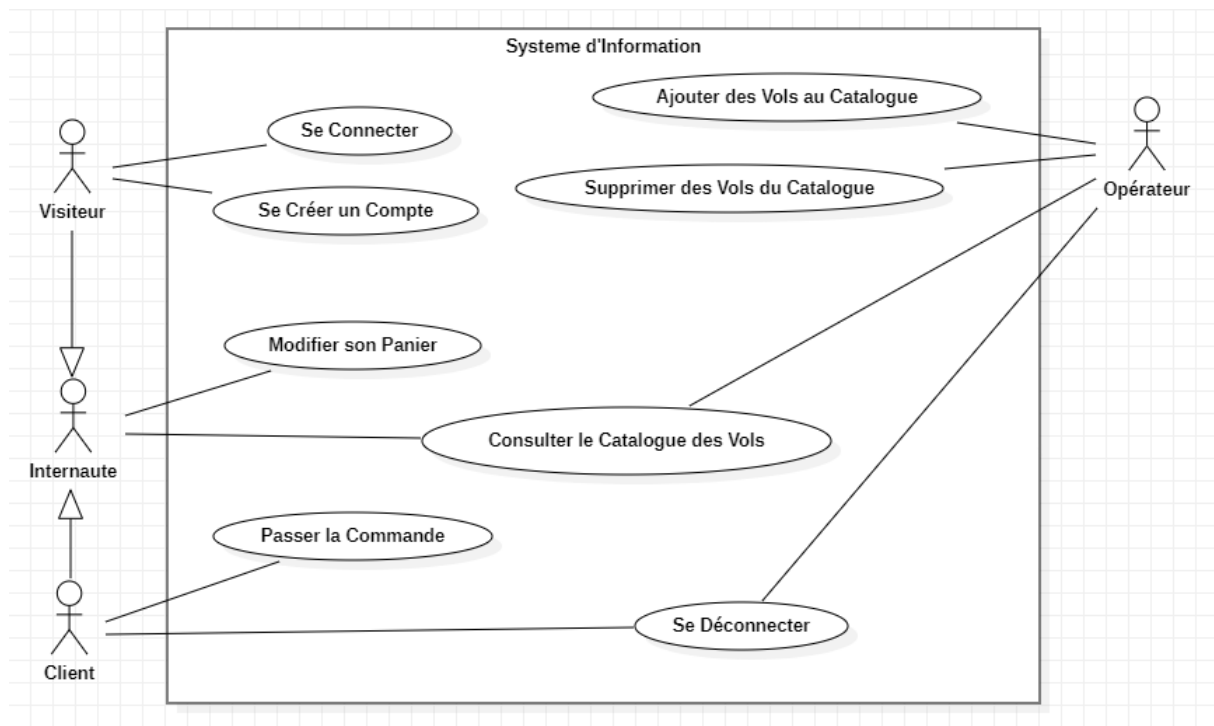 Systeme d'Information
Ajouter des Vols au Catalogue
Se Connecter
Supprimer des Vols du Catalogue
Opérateur
Visiteur
Se Créer un Compte
Modifier son Panier
Consulter le Catalogue des Vols
Internaute
Passer la Commande
Se Déconnecter
Client